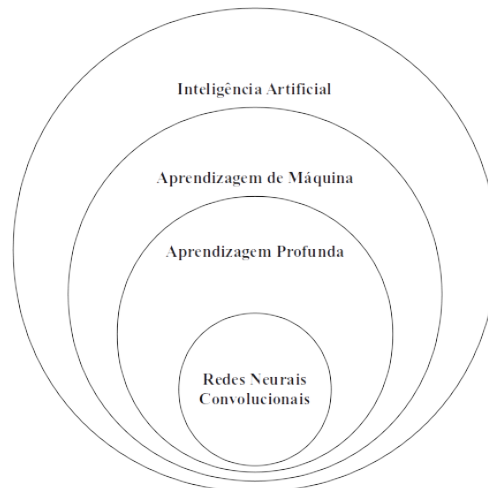 Inteligência Artificial
Aprendizagem de Máquina
Aprendizagem Profunda
Redes Neurais
Convolucionais